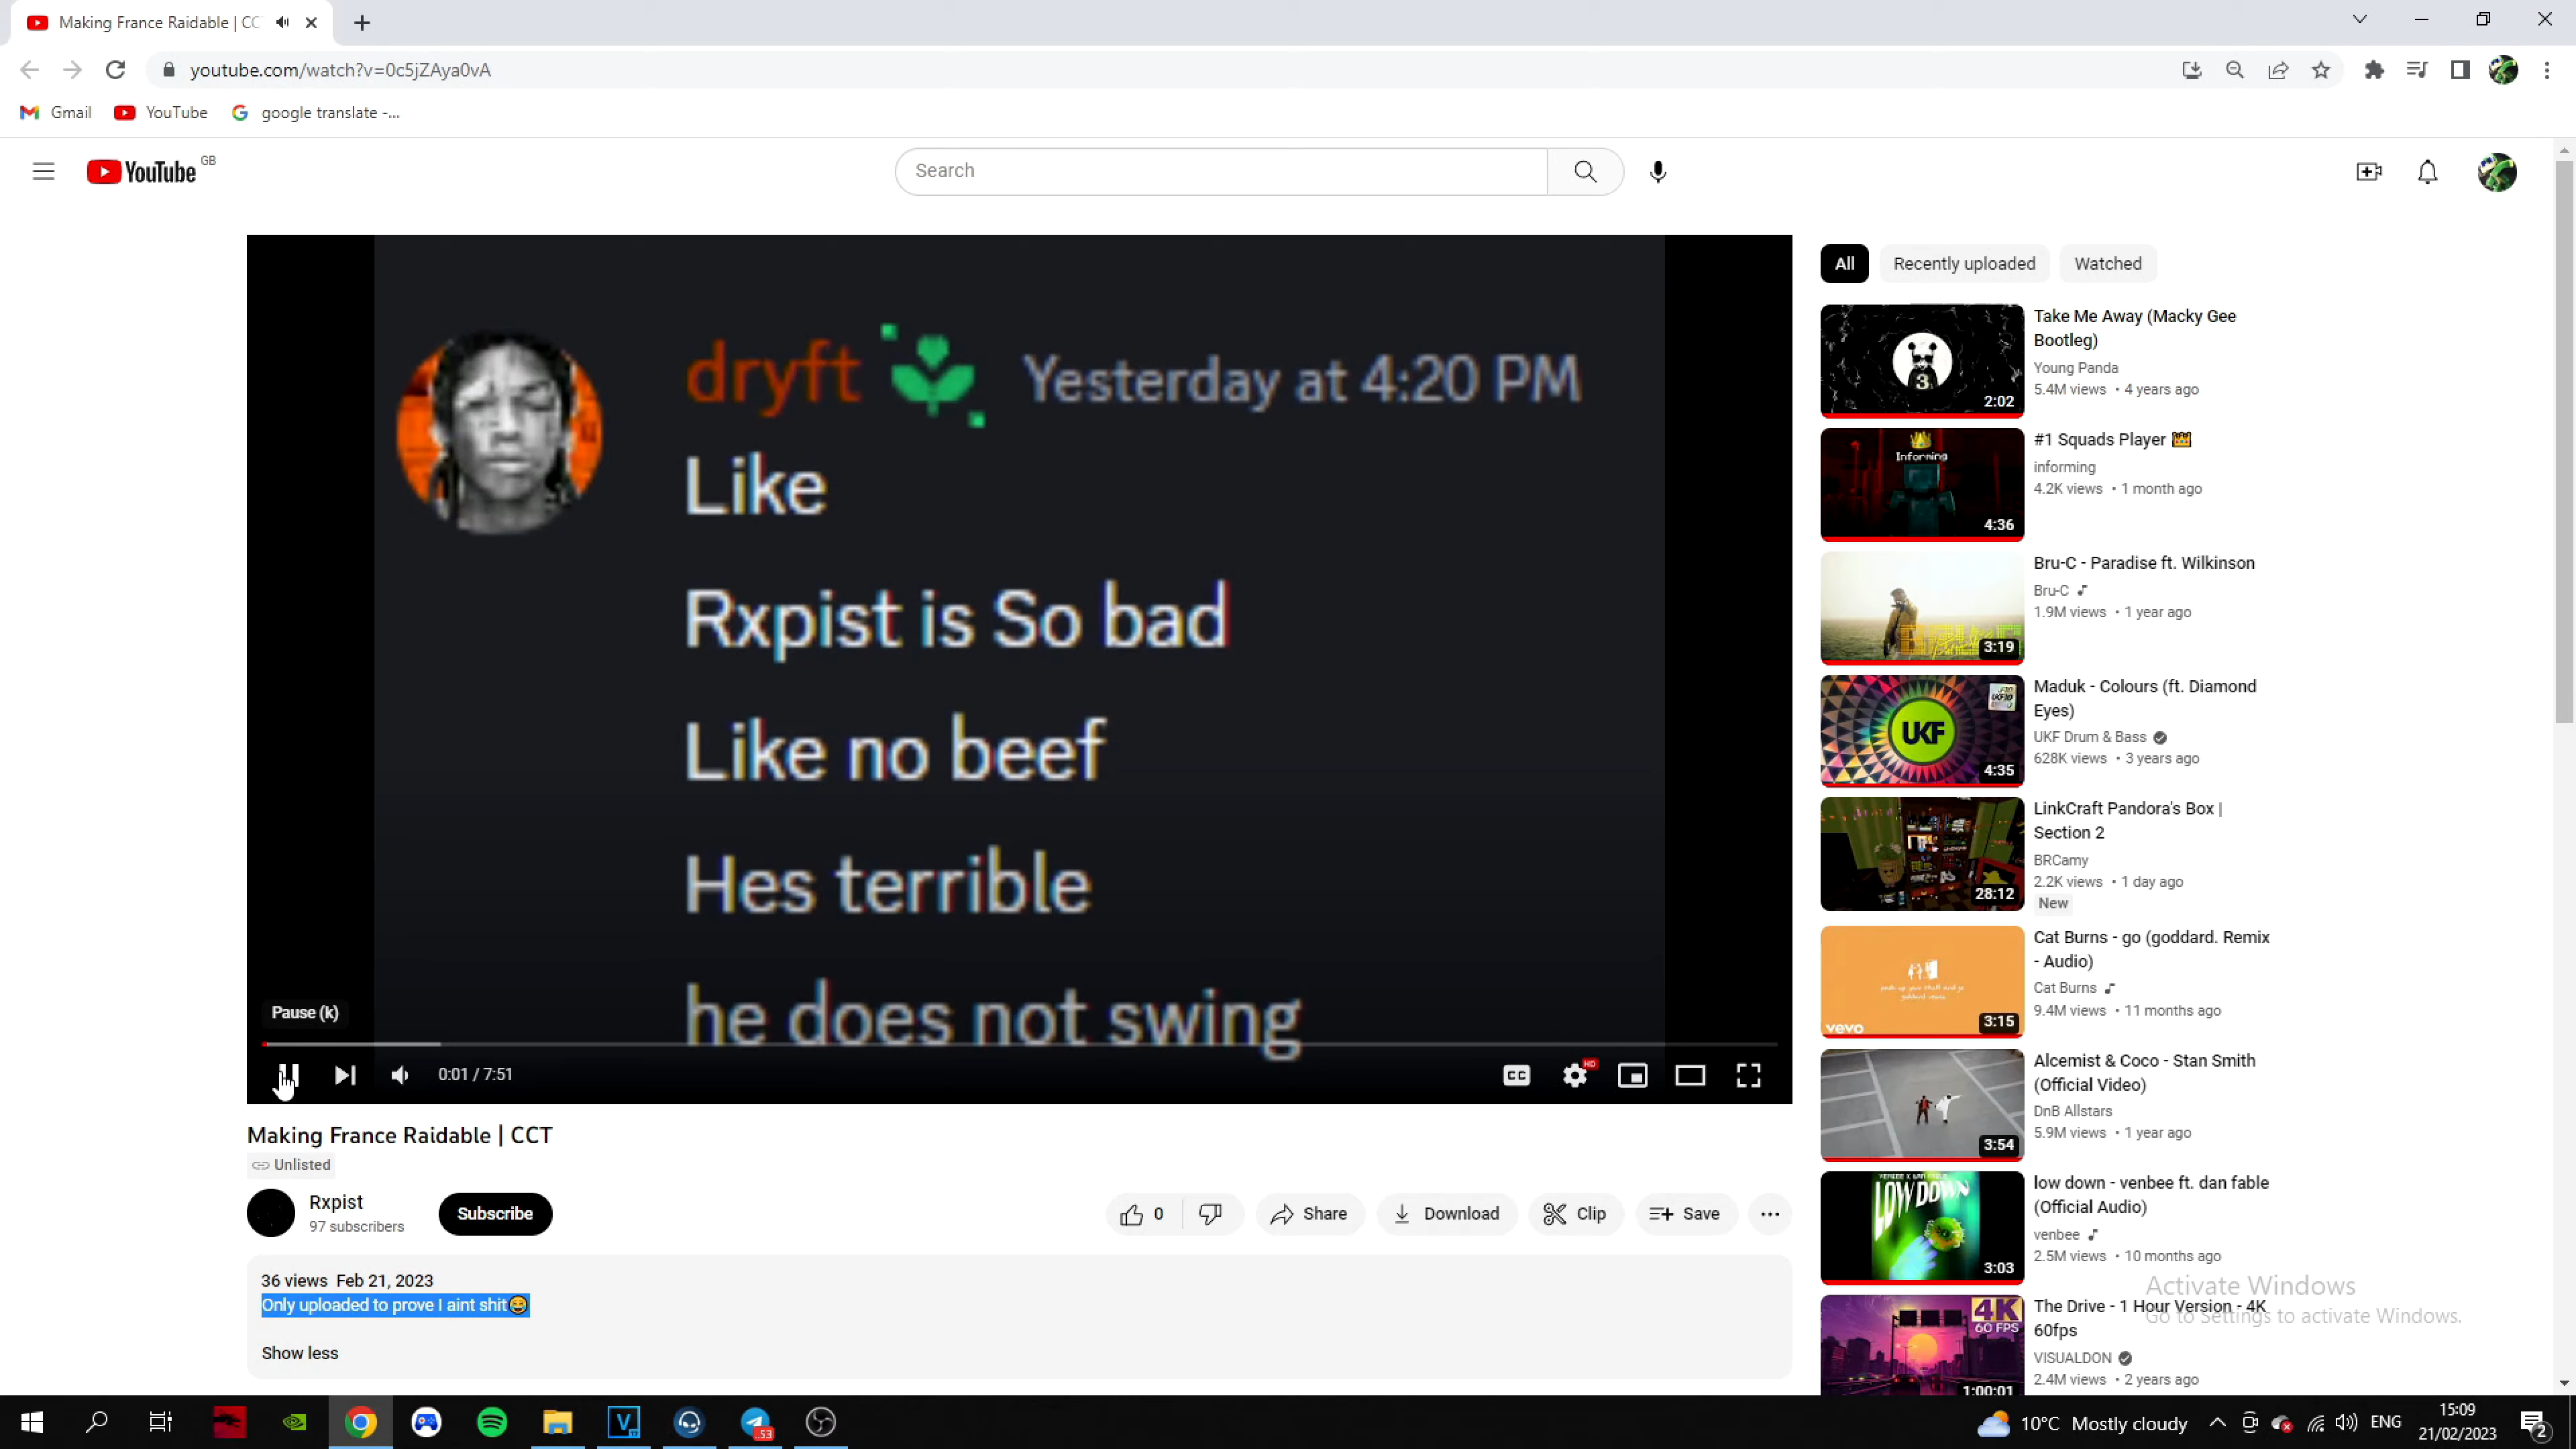 Making France Raidable | CC
youtube.com/watch?v=0c5jZAya0vA
Gmail
YouTube
google translate -...
YouTube GB
Search
dryft Yesterday at 4:20 PM
Like
Rxpist is So bad
Like no beef
Hes terrible
he does not swing
Pause (k)
0:01 / 7:51
CC
HD
Making France Raidable | CCT
Unlisted
Rxpist
97 subscribers
Subscribe
0
Share
Download
Clip
Save
36 views Feb 21, 2023
Only uploaded to prove I aint shit😂
Show less
All
Recently uploaded
Watched
3
2:02
Take Me Away (Macky Gee
Bootleg)
Young Panda
5.4M views • 4 years ago
Informing
4:36
#1 Squads Player
informing
4.2K views • 1 month ago
3:19
Bru-C - Paradise ft. Wilkinson
Bru-C
1.9M views • 1 year ago
UKF
4:35
Maduk - Colours (ft. Diamond
Eyes)
UKF Drum & Bass
628K views • 3 years ago
28:12
LinkCraft Pandora's Box |
Section 2
BRCamy
2.2K views • 1 day ago
New
vevo
3:15
Cat Burns - go (goddard. Remix
- Audio)
Cat Burns
9.4M views • 11 months ago
3:54
Alcemist & Coco - Stan Smith
(Official Video)
DnB Allstars
5.9M views • 1 year ago
LOW DOWN
3:03
low down - venbee ft. dan fable
(Official Audio)
venbee
2.5M views • 10 months ago
4K
60 FPS
1:00:01
The Drive - 1 Hour Version - 4K
60fps
VISUALDON
2.4M views • 2 years ago
Activate Windows
Go to Settings to activate Windows.
V
17
53
10°C Mostly cloudy
ENG
15:09
21/02/2023
2